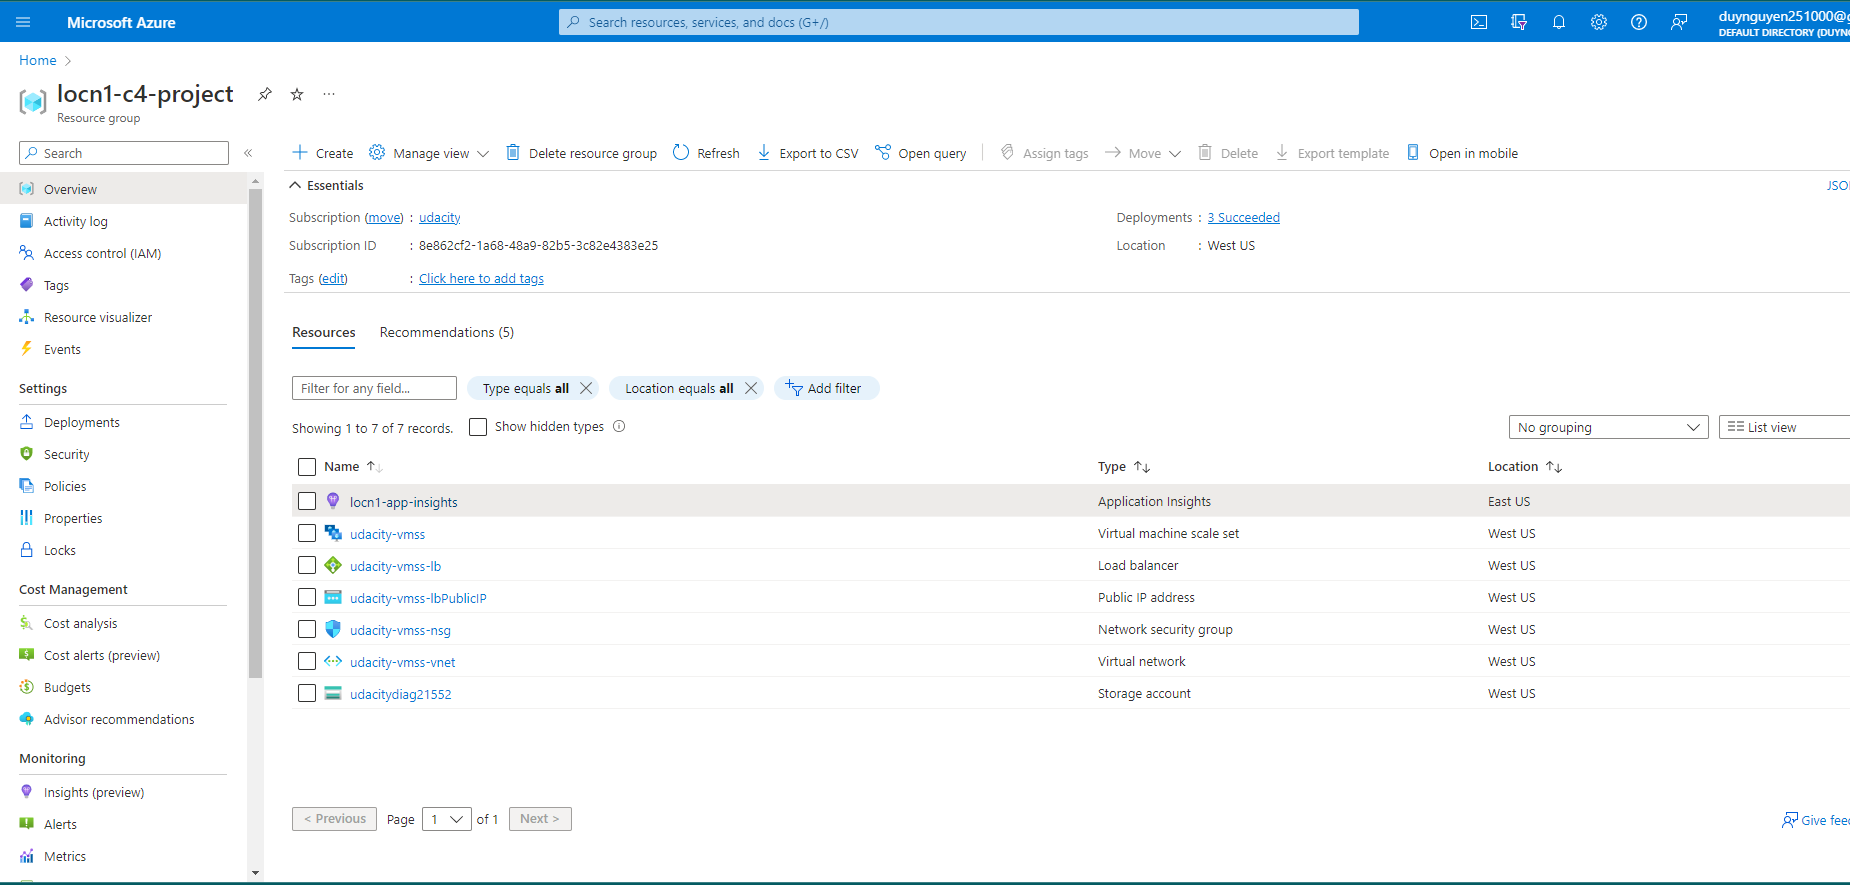 Microsoft Azure
Search resources, services, and docs (G+/)
duynguyen251000@g
DEFAULT DIRECTORY (DUYN
Home
locn1-c4-project
Resource group
Search
Create
Manage view
Delete resource group
Refresh
Export to CSV
Open query
Assign tags
Move
Delete
Export template
Open in mobile
Overview
Activity log
Access control (IAM)
Tags
Resource visualizer
Events
Settings
Deployments
Security
Policies
Properties
Locks
Cost Management
Cost analysis
Cost alerts (preview)
Budgets
Advisor recommendations
Monitoring
Insights (preview)
Alerts
Metrics
Essentials
JSO
Subscription (move) : udacity
Deployments : 3 Succeeded
Subscription ID : 8e862cf2-1a68-48a9-82b5-3c82e4383e25
Location : West US
Tags (edit) : Click here to add tags
Resources Recommendations (5)
Filter for any field...
Type equals all
Location equals all
Add filter
Showing 1 to 7 of 7 records.
Show hidden types
No grouping
List view
Name Type Location
locn1-app-insights Application Insights East US
udacity-vmss Virtual machine scale set West US
udacity-vmss-lb Load balancer West US
udacity-vmss-lbPublicIP Public IP address West US
udacity-vmss-nsg Network security group West US
udacity-vmss-vnet Virtual network West US
udacitydiag21552 Storage account West US
< Previous Page 1 of 1 Next >
Give fee